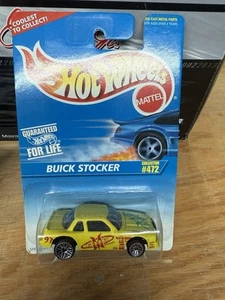 COOLEST
TO COLLECT!
HOT WHEELS
MATTEL
GUARANTEED
FOR LIFE
BUICK STOCKER
COLLECTOR
#472